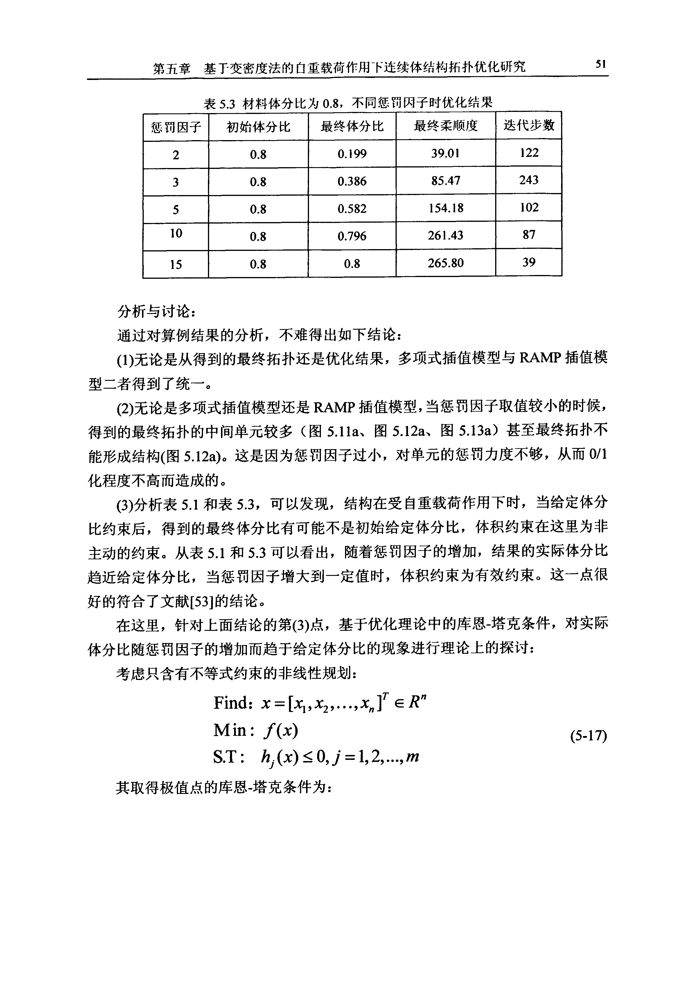 第五章　基于变密度法的自重载荷作用下连续体结构拓扑优化研究 51
表 5.3 材料体分比为 0.8，不同惩罚因子时优化结果
惩罚因子 初始体分比 最终体分比 最终柔顺度 迭代步数
2 0.8 0.199 39.01 122
3 0.8 0.386 85.47 243
5 0.8 0.582 154.18 102
10 0.8 0.796 261.43 87
15 0.8 0.8 265.80 39
分析与讨论：
通过对算例结果的分析，不难得出如下结论：
(1)无论是从得到的最终拓扑还是优化结果，多项式插值模型与 RAMP 插值模
型二者得到了统一。
(2)无论是多项式插值模型还是 RAMP 插值模型，当惩罚因子取值较小的时候，
得到的最终拓扑的中间单元较多（图 5.11a、图 5.12a、图 5.13a）甚至最终拓扑不
能形成结构(图 5.12a)。这是因为惩罚因子过小，对单元的惩罚力度不够，从而 0/1
化程度不高而造成的。
(3)分析表 5.1 和表 5.3，可以发现，结构在受自重载荷作用下时，当给定体分
比约束后，得到的最终体分比有可能不是初始给定体分比，体积约束在这里为非
主动的约束。从表 5.1 和 5.3 可以看出，随着惩罚因子的增加，结果的实际体分比
趋近给定体分比，当惩罚因子增大到一定值时，体积约束为有效约束。这一点很
好的符合了文献[53]的结论。
在这里，针对上面结论的第(3)点，基于优化理论中的库恩-塔克条件，对实际
体分比随惩罚因子的增加而趋于给定体分比的现象进行理论上的探讨：
考虑只含有不等式约束的非线性规划：
Find：x = [x₁,x₂,...,xₙ]ᵀ ∈ Rⁿ
Min：f(x)
(5-17)
S.T： hⱼ(x) ≤ 0, j = 1,2,...,m
其取得极值点的库恩-塔克条件为：